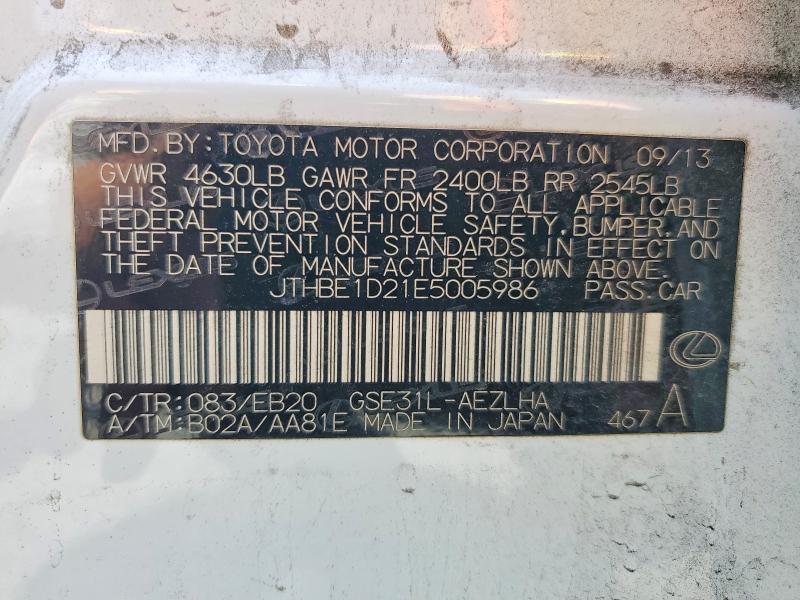 MFD.BY:TOYOTA MOTOR CORPORATION 09/13
GVWR 4630LB GAWR FR 2400LB RR 2545LB
THIS VEHICLE CONFORMS TO ALL APPLICABLE
FEDERAL MOTOR VEHICLE SAFETY,BUMPER,AND
THEFT PREVENTION STANDARDS IN EFFECT ON
THE DATE OF MANUFACTURE SHOWN ABOVE.
JTHBE1D21E5005986 PASS.CAR
C/TR:083/EB20 GSE31L-AEZLHA
A/TM:B02A/AA81E MADE IN JAPAN 467 A